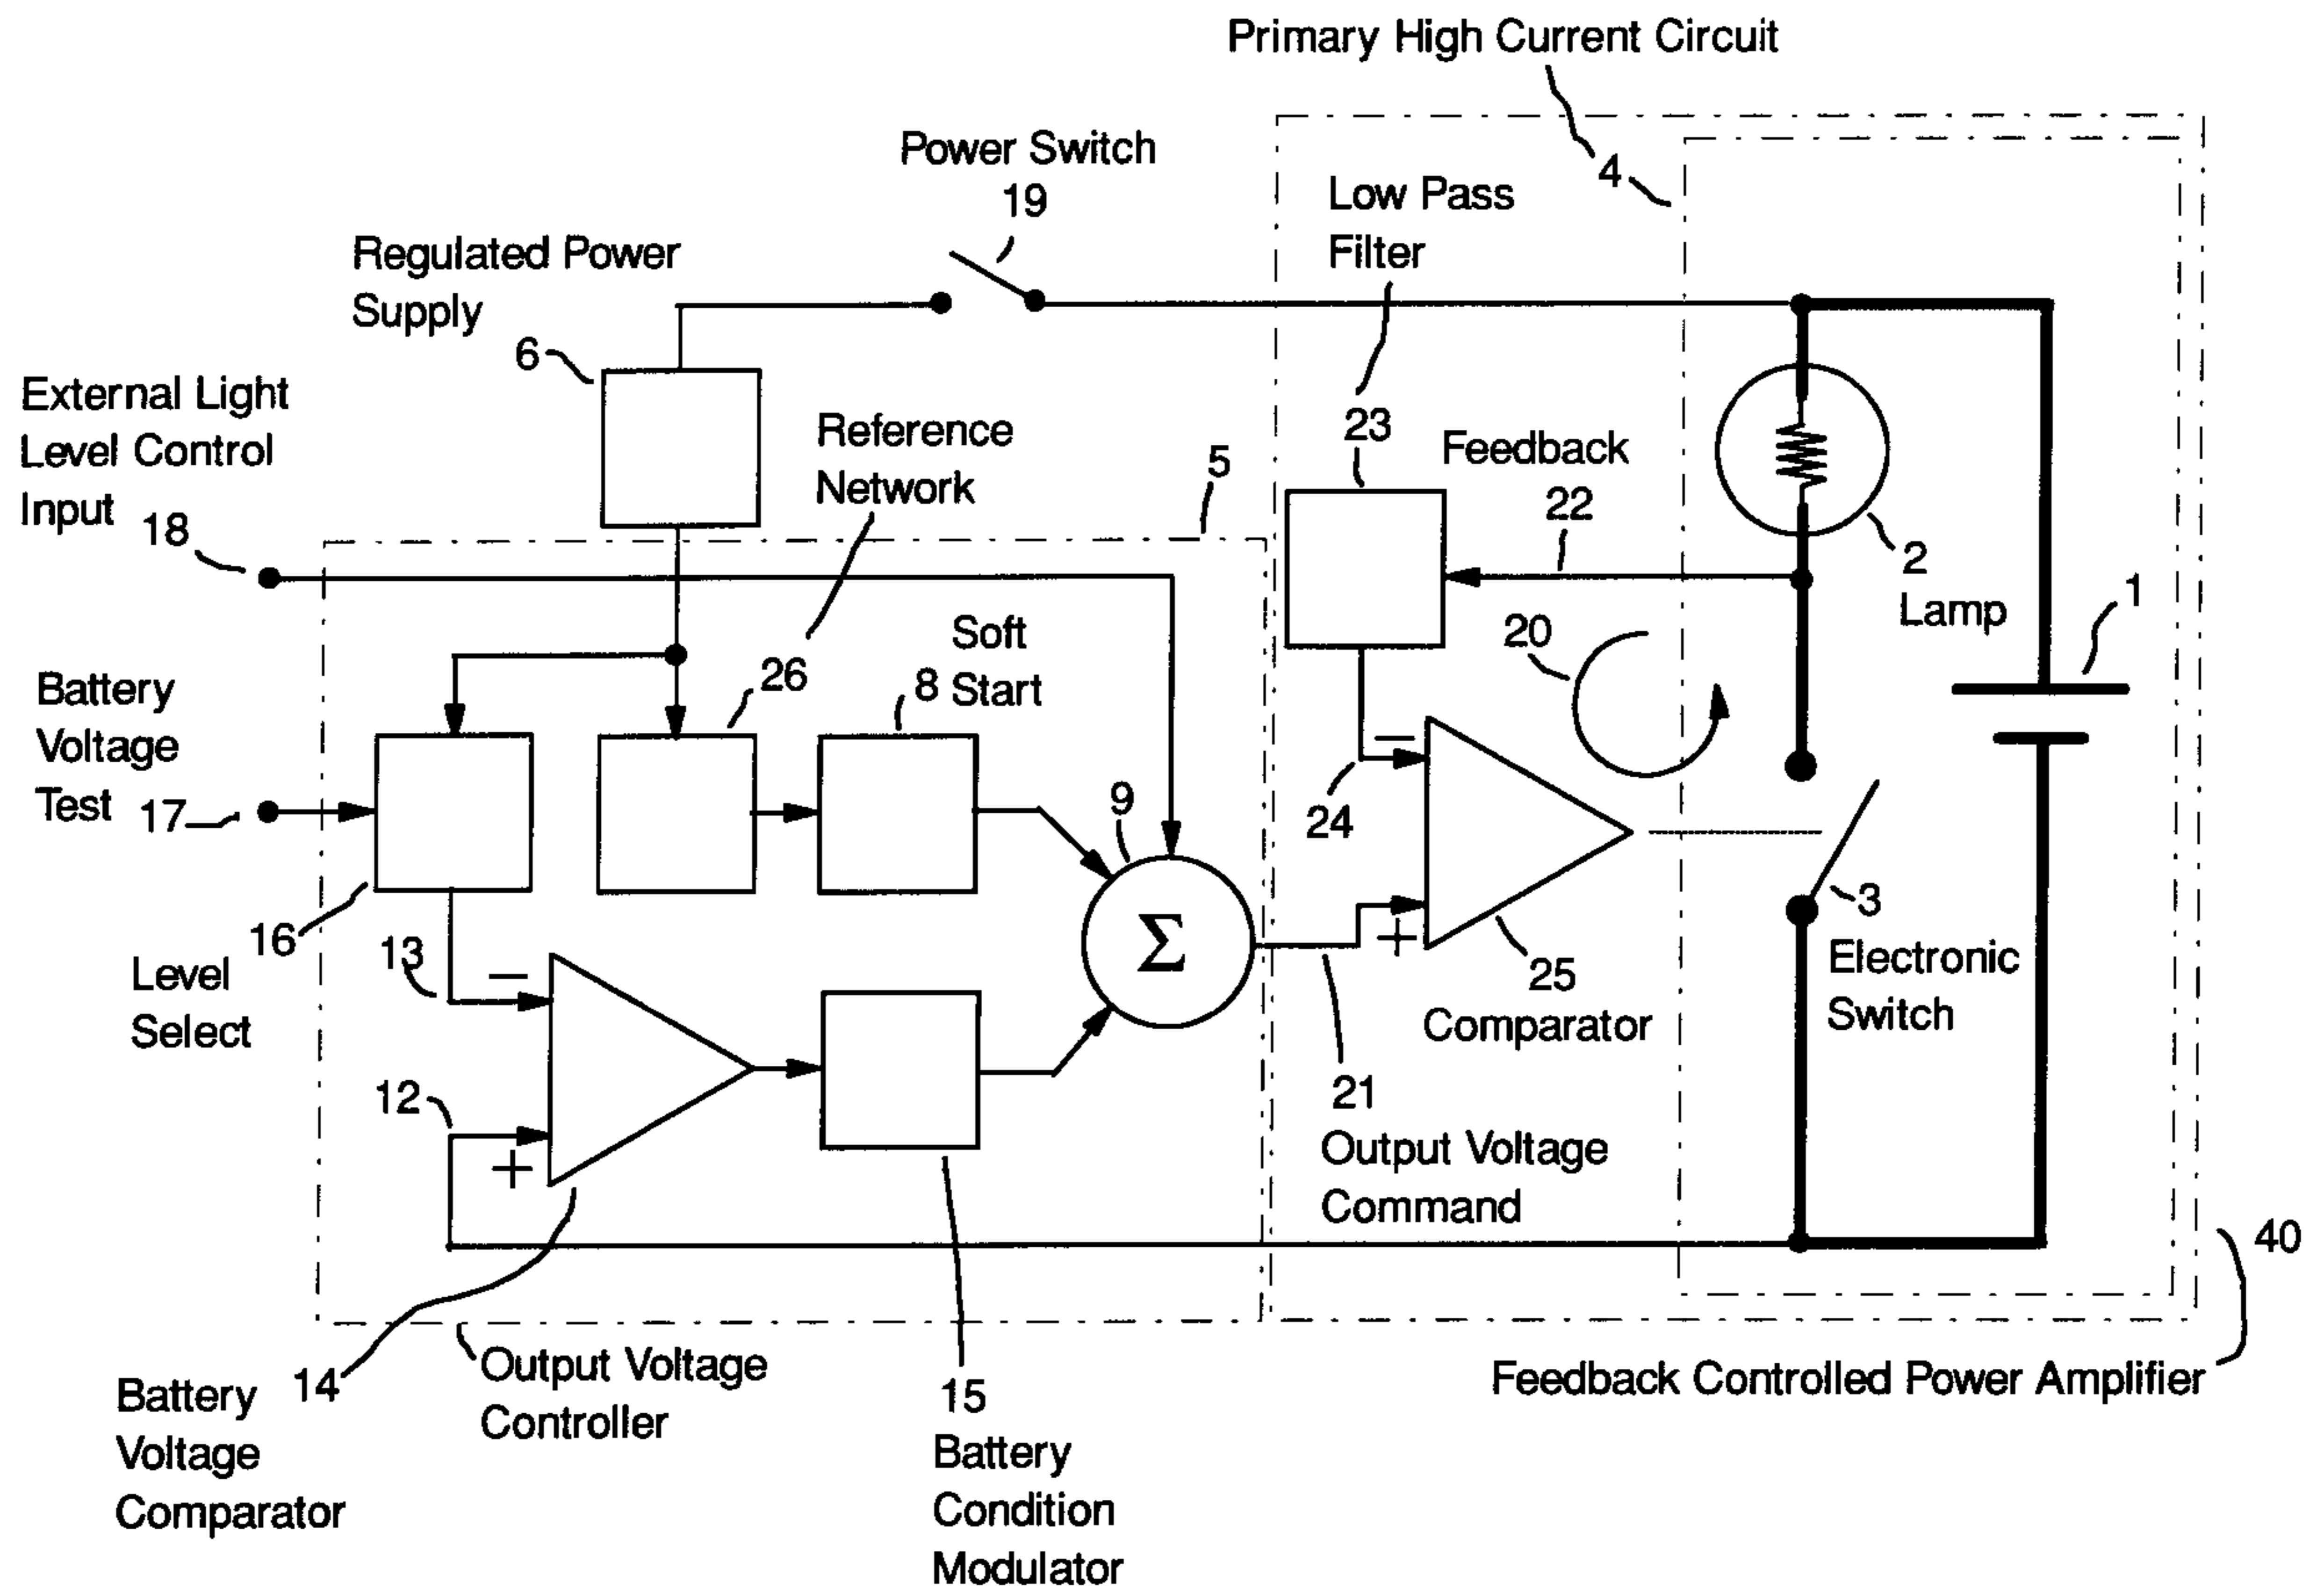 Primary High Current Circuit
4
Power Switch
19
Low Pass
Filter
23
Regulated Power
Supply
6
External Light
Level Control
Input
18
Reference
Network
5
Feedback
22
2
Lamp
1
20
Battery
Voltage
Test
17
26
Soft
Start
8
9
Σ
24
−
+
25
Comparator
3
Electronic
Switch
16
Level
Select
13
−
12
+
21
Output Voltage
Command
40
Feedback Controlled Power Amplifier
14
Battery
Voltage
Comparator
Output Voltage
Controller
15
Battery
Condition
Modulator